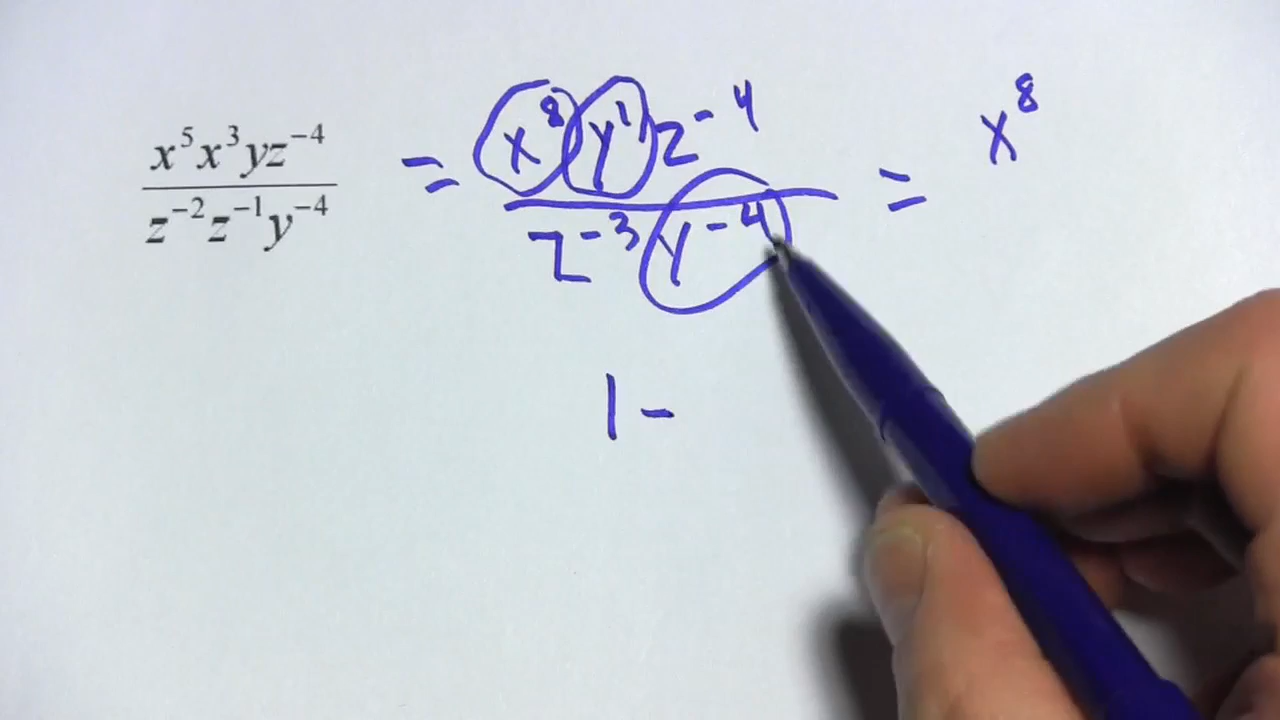 x⁵x³yz⁻⁴ / z⁻²z⁻¹y⁻⁴ = x⁸y¹z⁻⁴ / z⁻³y⁻⁴ = x⁸
1 -